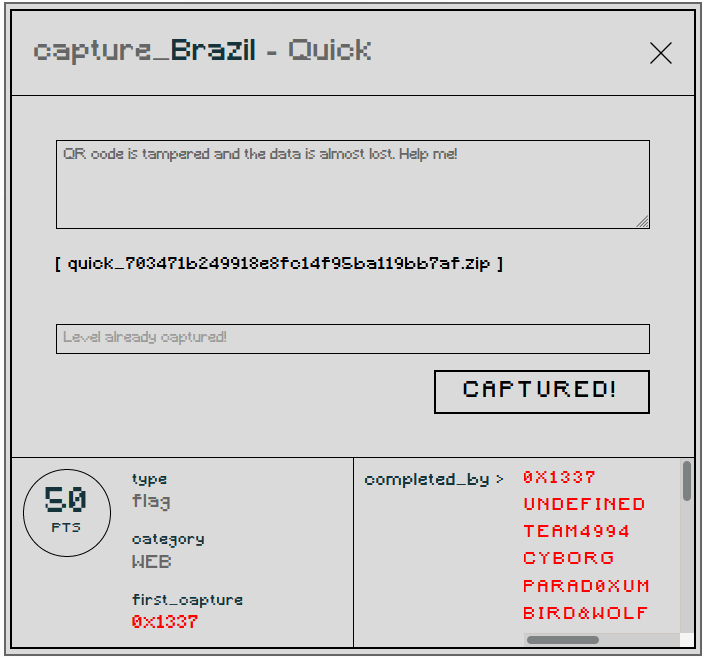 capture_Brazil - Quick
QR code is tampered and the data is almost lost. Help me!
[ quick_703471b249918e8fc14f95ba119bb7af.zip ]
Level already captured!
CAPTURED!
50
PTS
type
flag
category
WEB
first_capture
0x1337
completed_by >
0X1337
UNDEFINED
TEAM4994
CYBORG
PARAD0XUM
BIRD&WOLF